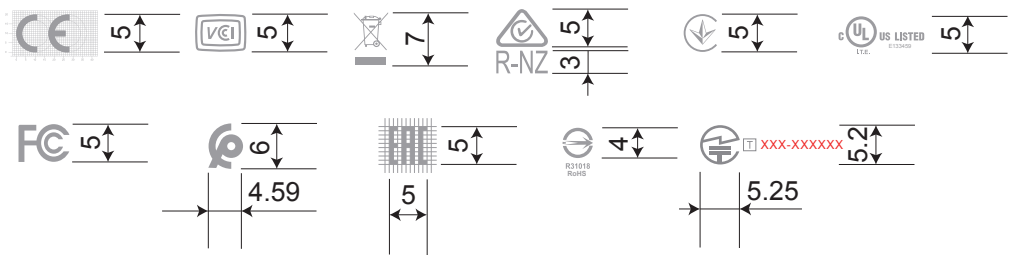 CE 5
VCI 5
7
R-NZ 5
3
5
C UL US LISTED 5
E133459
I.T.E.
FC 5
6
4.59
EAC 5
5
R31018
RoHS
4
T XXX-XXXXXX 5.2
5.25